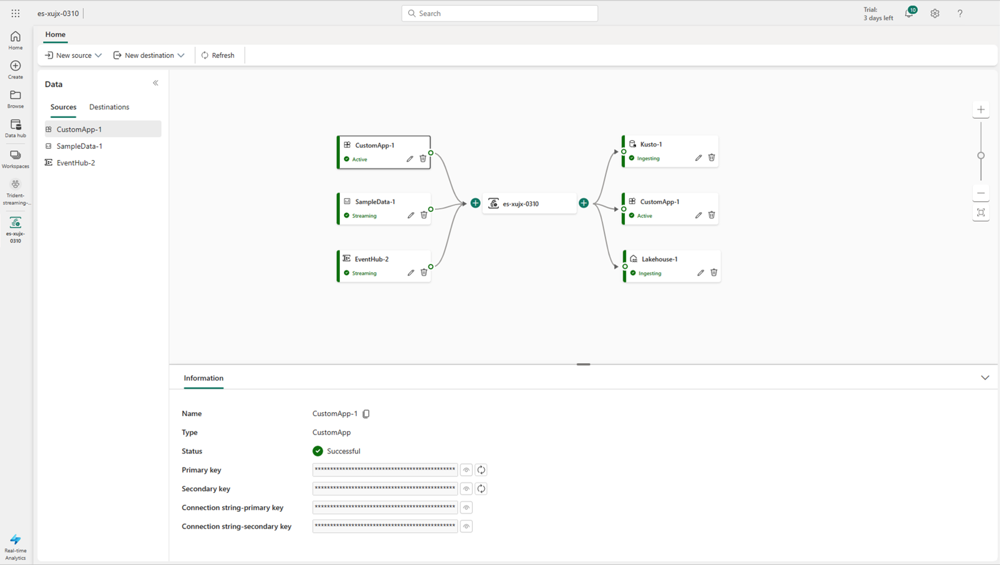 es-xujx-0310
Search
Trial:
3 days left
10
Home
Create
Browse
Data hub
Workspaces
Trident-
streaming-...
es-xujx-
0310
Real-time
Analytics
Home
New source
New destination
Refresh
Data
Sources
Destinations
CustomApp-1
SampleData-1
EventHub-2
CustomApp-1
Active
SampleData-1
Streaming
EventHub-2
Streaming
es-xujx-0310
Kusto-1
Ingesting
CustomApp-1
Active
Lakehouse-1
Ingesting
Information
Name
CustomApp-1
Type
CustomApp
Status
Successful
Primary key
**********************************************
Secondary key
**********************************************
Connection string-primary key
**********************************************
Connection string-secondary key
**********************************************